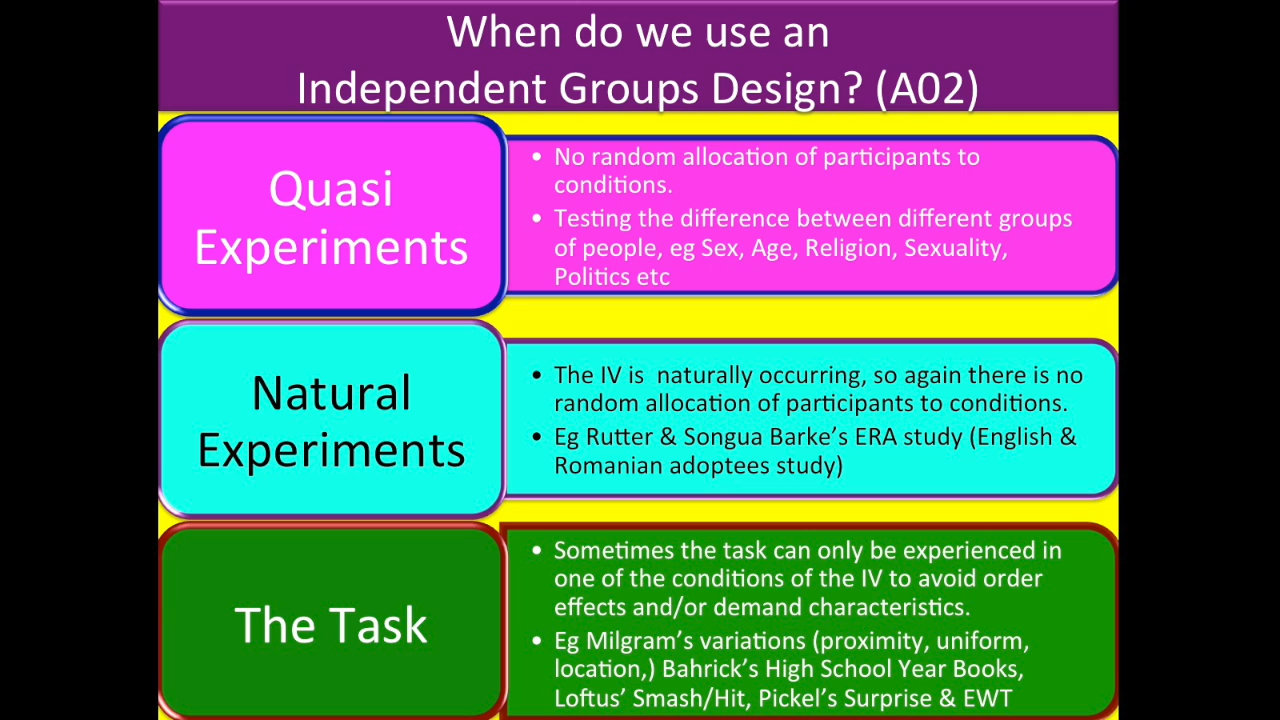 When do we use an
Independent Groups Design? (A02)
Quasi
Experiments
• No random allocation of participants to
conditions.
• Testing the difference between different groups
of people, eg Sex, Age, Religion, Sexuality,
Politics etc
Natural
Experiments
• The IV is  naturally occurring, so again there is no
random allocation of participants to conditions.
• Eg Rutter & Songua Barke’s ERA study (English &
Romanian adoptees study)
The Task
• Sometimes the task can only be experienced in
one of the conditions of the IV to avoid order
effects and/or demand characteristics.
• Eg Milgram’s variations (proximity, uniform,
location,) Bahrick’s High School Year Books,
Loftus’ Smash/Hit, Pickel’s Surprise & EWT